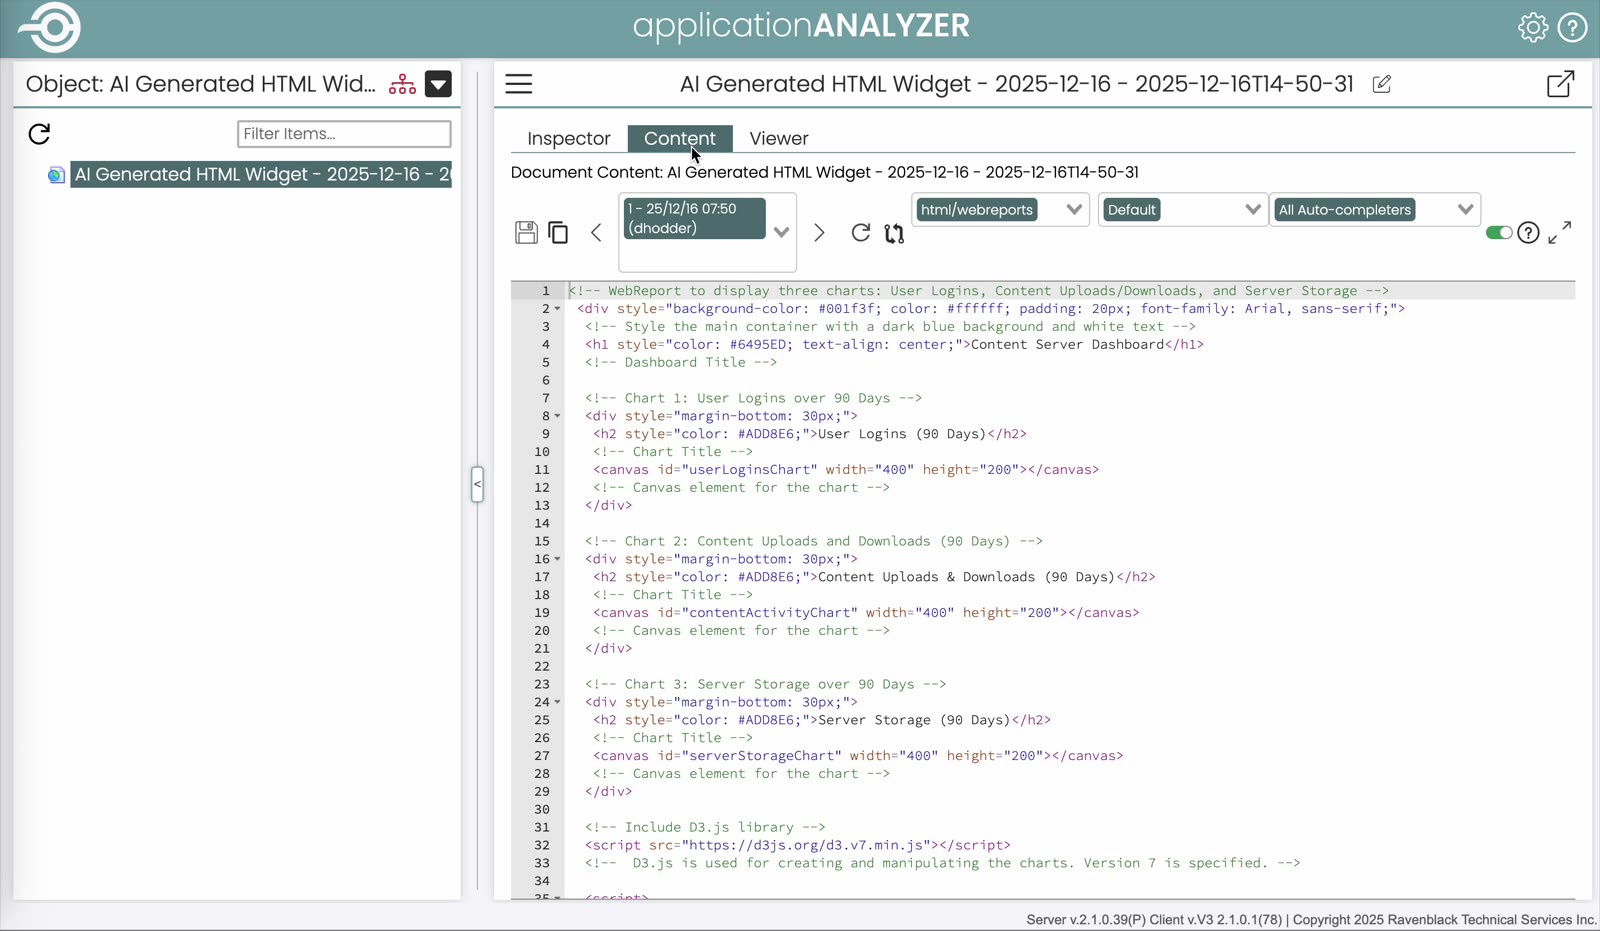 applicationANALYZER
Object: AI Generated HTML Wid...
Filter Items...
AI Generated HTML Widget - 2025-12-16 - 2
AI Generated HTML Widget - 2025-12-16 - 2025-12-16T14-50-31
Inspector Content Viewer
Document Content: AI Generated HTML Widget - 2025-12-16 - 2025-12-16T14-50-31
1 - 25/12/16 07:50
(dhodder)
html/webreports
Default
All Auto-completers
1 <!-- WebReport to display three charts: User Logins, Content Uploads/Downloads, and Server Storage -->
2 <div style="background-color: #001f3f; color: #ffffff; padding: 20px; font-family: Arial, sans-serif;">
3 <!-- Style the main container with a dark blue background and white text -->
4 <h1 style="color: #6495ED; text-align: center;">Content Server Dashboard</h1>
5 <!-- Dashboard Title -->
6
7 <!-- Chart 1: User Logins over 90 Days -->
8 <div style="margin-bottom: 30px;">
9 <h2 style="color: #ADD8E6;">User Logins (90 Days)</h2>
10 <!-- Chart Title -->
11 <canvas id="userLoginsChart" width="400" height="200"></canvas>
12 <!-- Canvas element for the chart -->
13 </div>
14
15 <!-- Chart 2: Content Uploads and Downloads (90 Days) -->
16 <div style="margin-bottom: 30px;">
17 <h2 style="color: #ADD8E6;">Content Uploads & Downloads (90 Days)</h2>
18 <!-- Chart Title -->
19 <canvas id="contentActivityChart" width="400" height="200"></canvas>
20 <!-- Canvas element for the chart -->
21 </div>
22
23 <!-- Chart 3: Server Storage over 90 Days -->
24 <div style="margin-bottom: 30px;">
25 <h2 style="color: #ADD8E6;">Server Storage (90 Days)</h2>
26 <!-- Chart Title -->
27 <canvas id="serverStorageChart" width="400" height="200"></canvas>
28 <!-- Canvas element for the chart -->
29 </div>
30
31 <!-- Include D3.js library -->
32 <script src="https://d3js.org/d3.v7.min.js"></script>
33 <!--  D3.js is used for creating and manipulating the charts. Version 7 is specified. -->
34
35 <script>
Server v.2.1.0.39(P) Client v.V3 2.1.0.1(78) | Copyright 2025 Ravenblack Technical Services Inc.